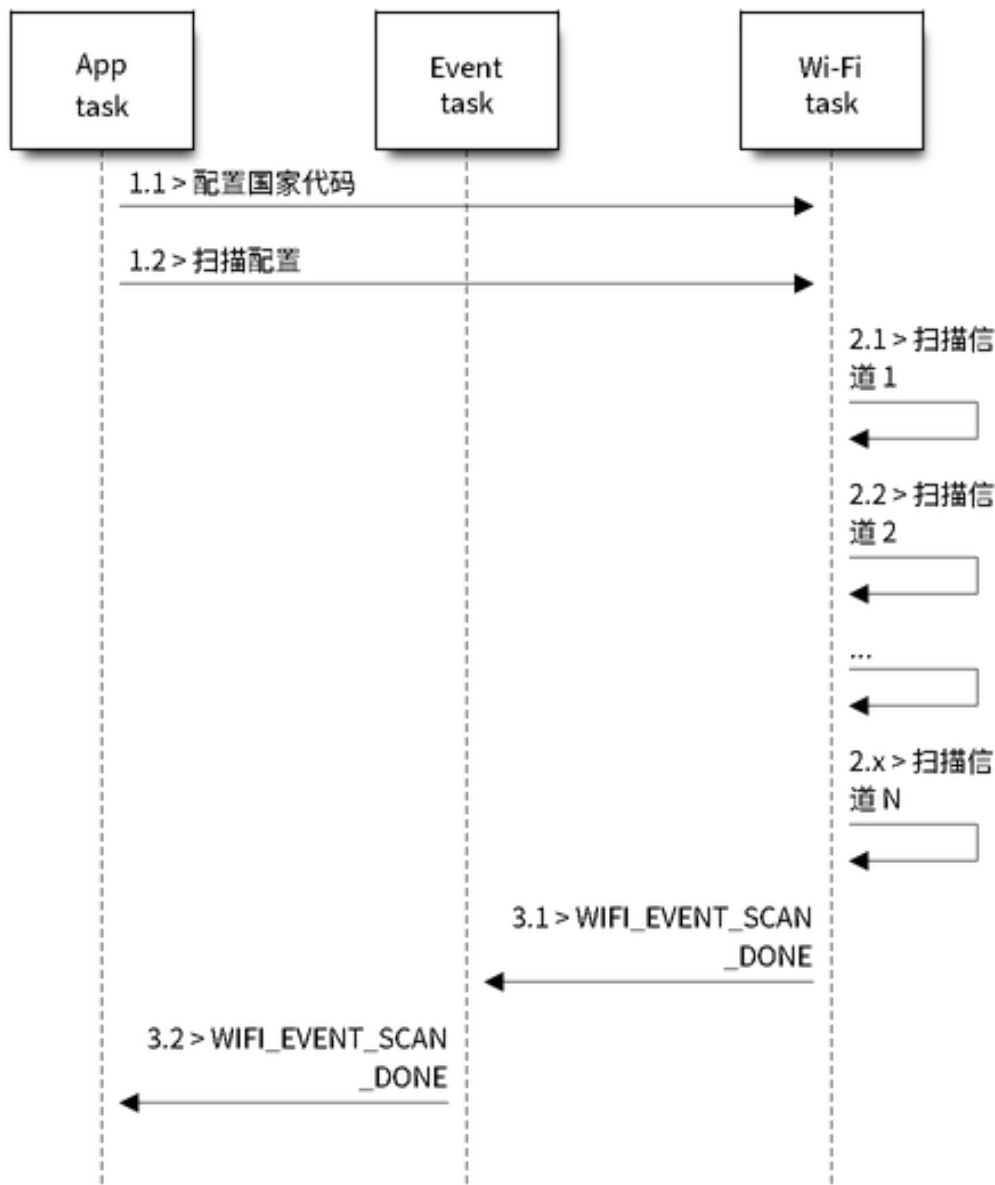 App
task
Event
task
Wi-Fi
task
1.1 > 配置国家代码
1.2 > 扫描配置
2.1 > 扫描信
道 1
2.2 > 扫描信
道 2
...
2.x > 扫描信
道 N
3.1 > WIFI_EVENT_SCAN
_DONE
3.2 > WIFI_EVENT_SCAN
_DONE